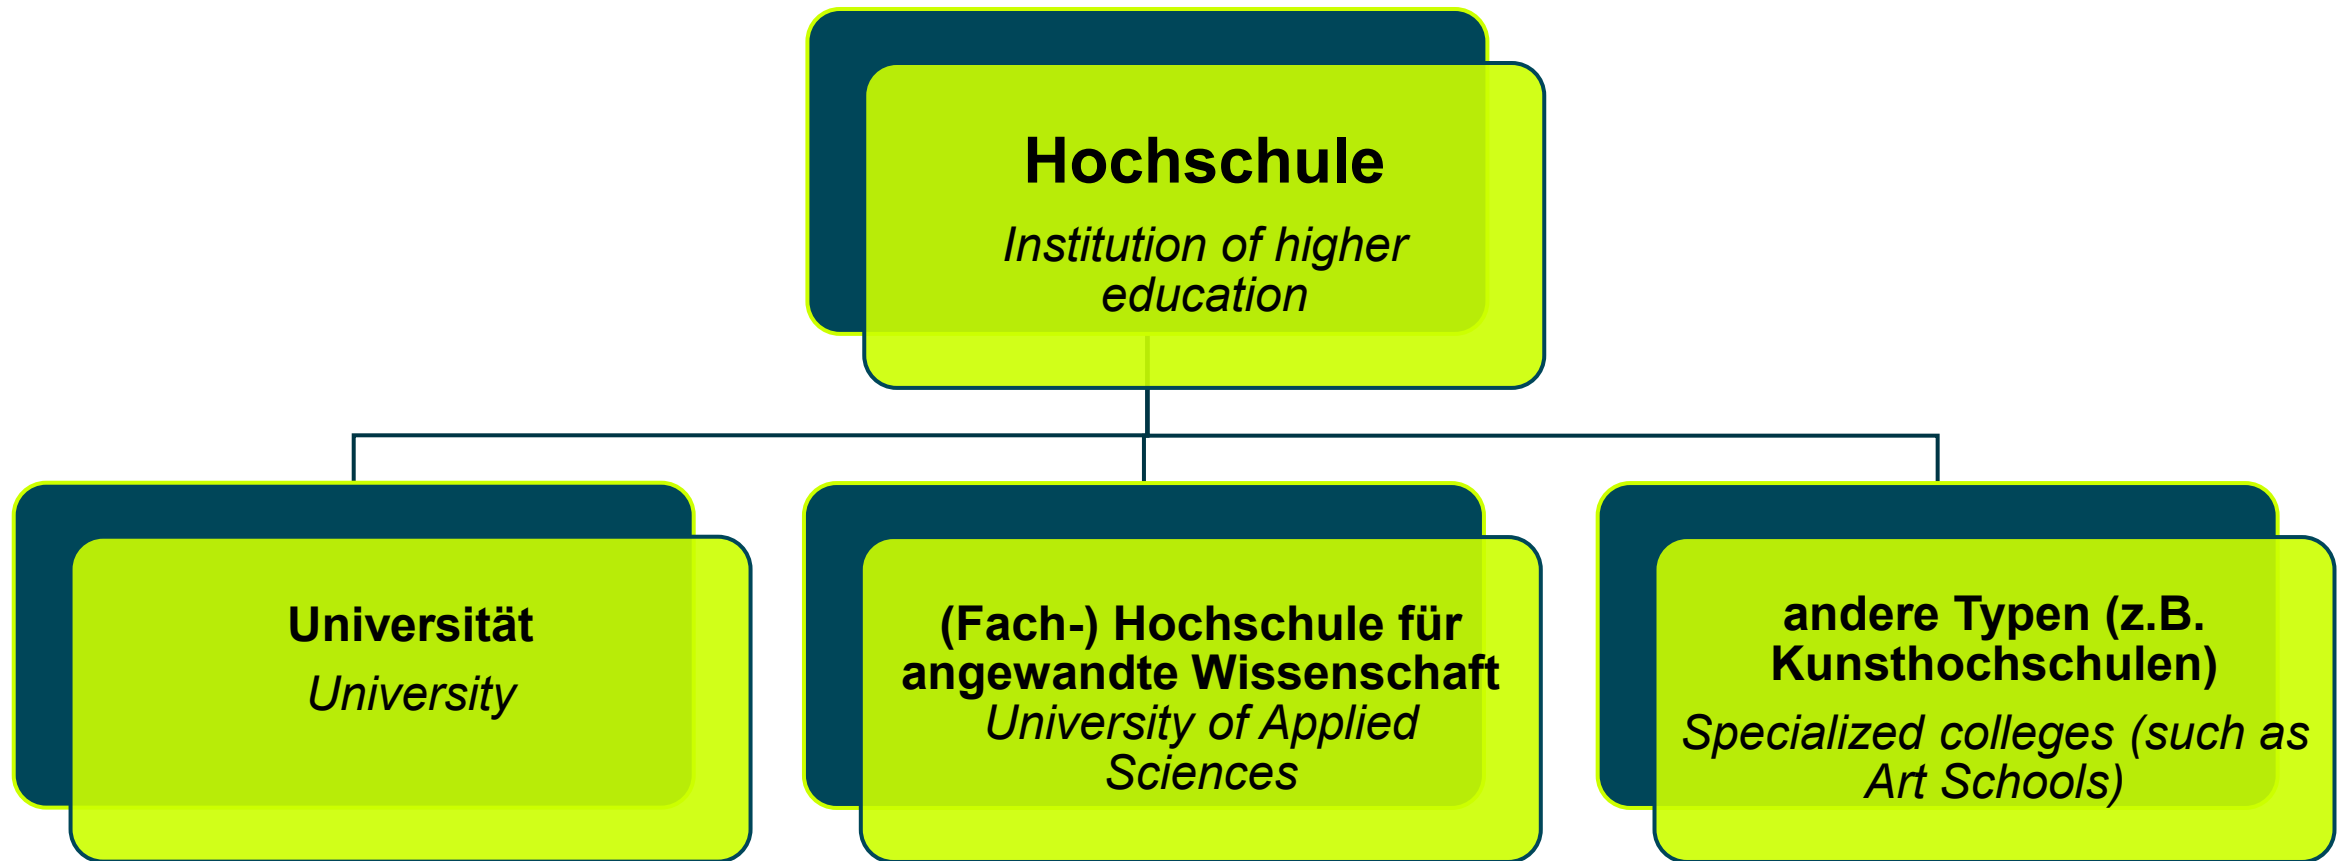 Hochschule
Institution of higher
education
Universität
University
(Fach-) Hochschule für
angewandte Wissenschaft
University of Applied
Sciences
andere Typen (z.B.
Kunsthochschulen)
Specialized colleges (such as
Art Schools)